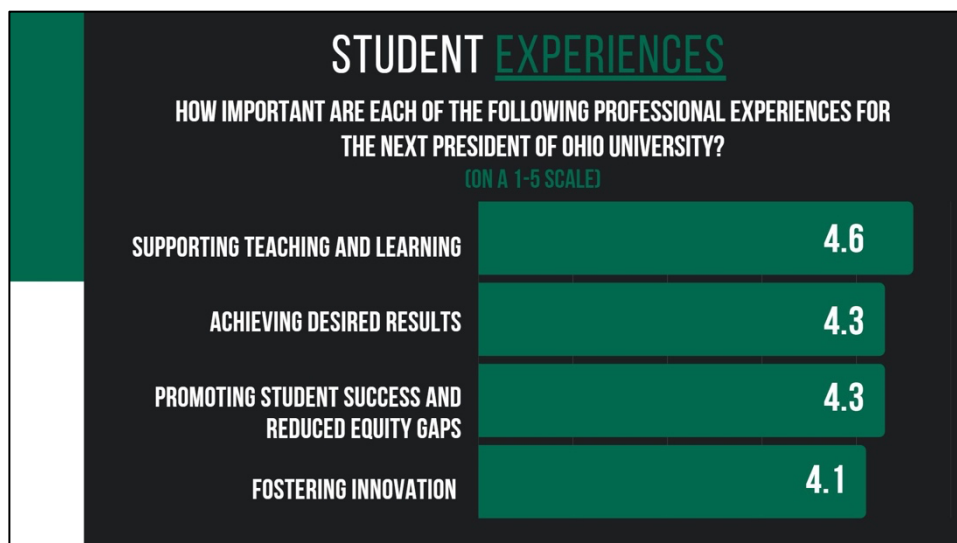 STUDENT EXPERIENCES
HOW IMPORTANT ARE EACH OF THE FOLLOWING PROFESSIONAL EXPERIENCES FOR
THE NEXT PRESIDENT OF OHIO UNIVERSITY?
(ON A 1-5 SCALE)
SUPPORTING TEACHING AND LEARNING 4.6
ACHIEVING DESIRED RESULTS 4.3
PROMOTING STUDENT SUCCESS AND
REDUCED EQUITY GAPS 4.3
FOSTERING INNOVATION 4.1